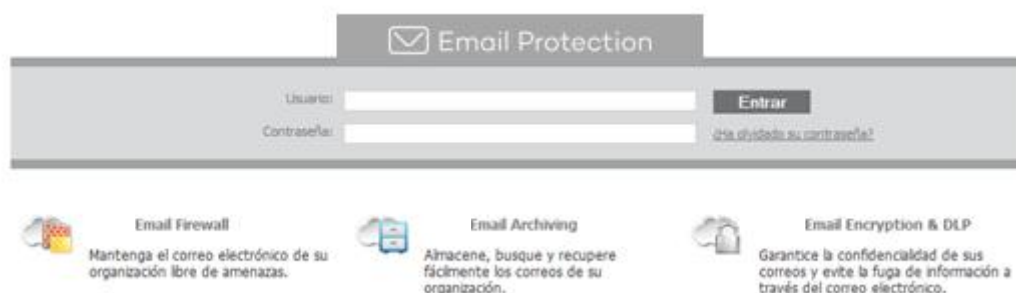 Email Protection
Usuario:
Entrar
Contraseña:
¿Ha olvidado su contraseña?
Email Firewall
Mantenga el correo electrónico de su
organización libre de amenazas.
Email Archiving
Almacene, busque y recupere
fácilmente los correos de su
organización.
Email Encryption & DLP
Garantice la confidencialidad de sus
correos y evite la fuga de información a
través del correo electrónico.